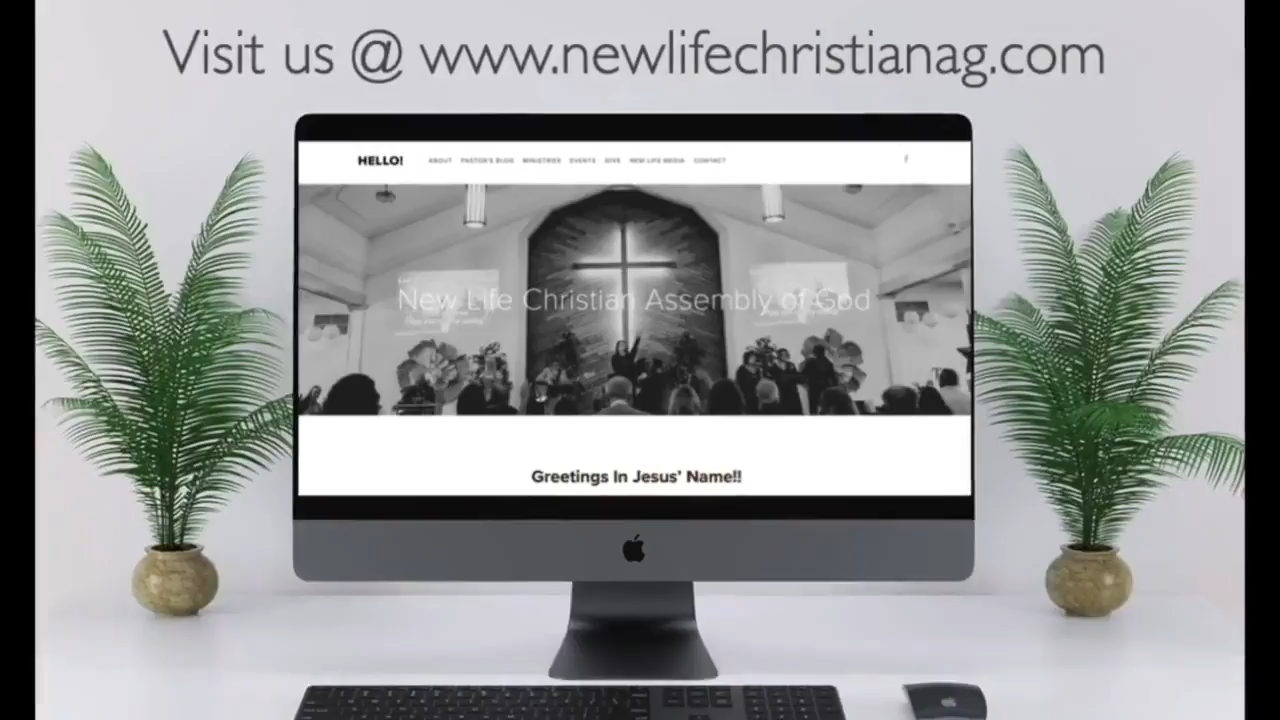 Visit us @ www.newlifechristianag.com
HELLO! ABOUT PASTOR'S BLOG MINISTRIES EVENTS GIVE NEW LIFE MEDIA CONTACT f
New Life Christian Assembly of God
Greetings In Jesus' Name!!